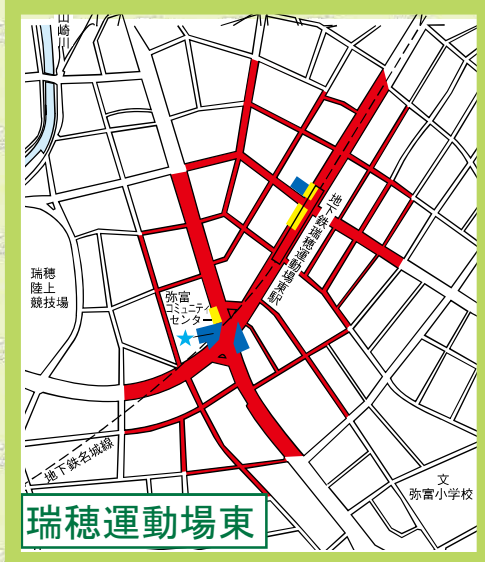 山崎川
地下鉄瑞穂運動場東駅
瑞穂
陸上
競技場
弥富
コミュニティ
センター
地下鉄名城線
文
弥富小学校
瑞穂運動場東